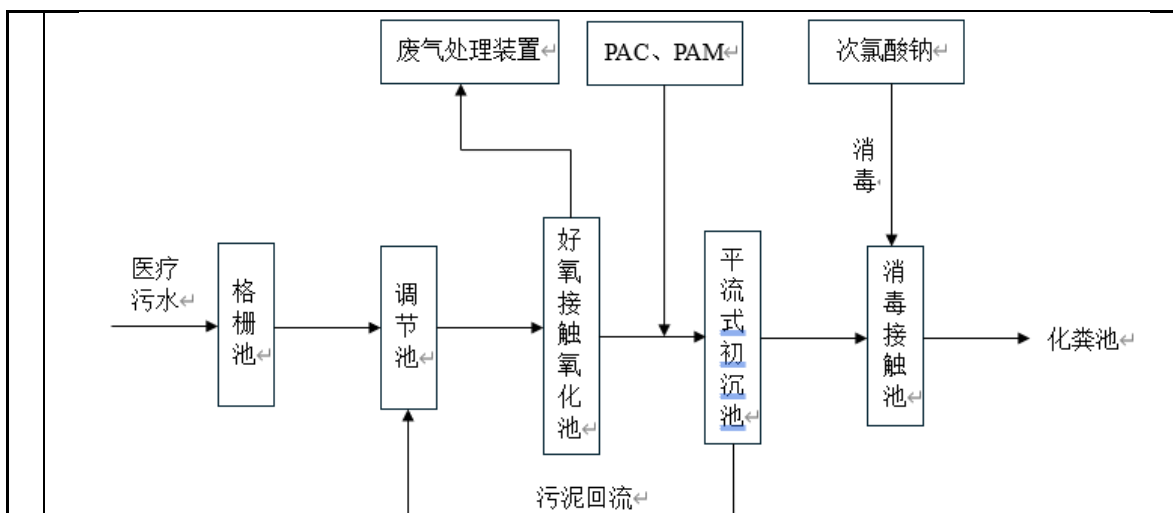 废气处理装置
PAC、PAM
次氯酸钠
消
毒
医疗
污水
格
栅
池
调
节
池
好
氧
接
触
氧
化
池
平
流
式
初
沉
池
消
毒
接
触
池
化粪池
污泥回流